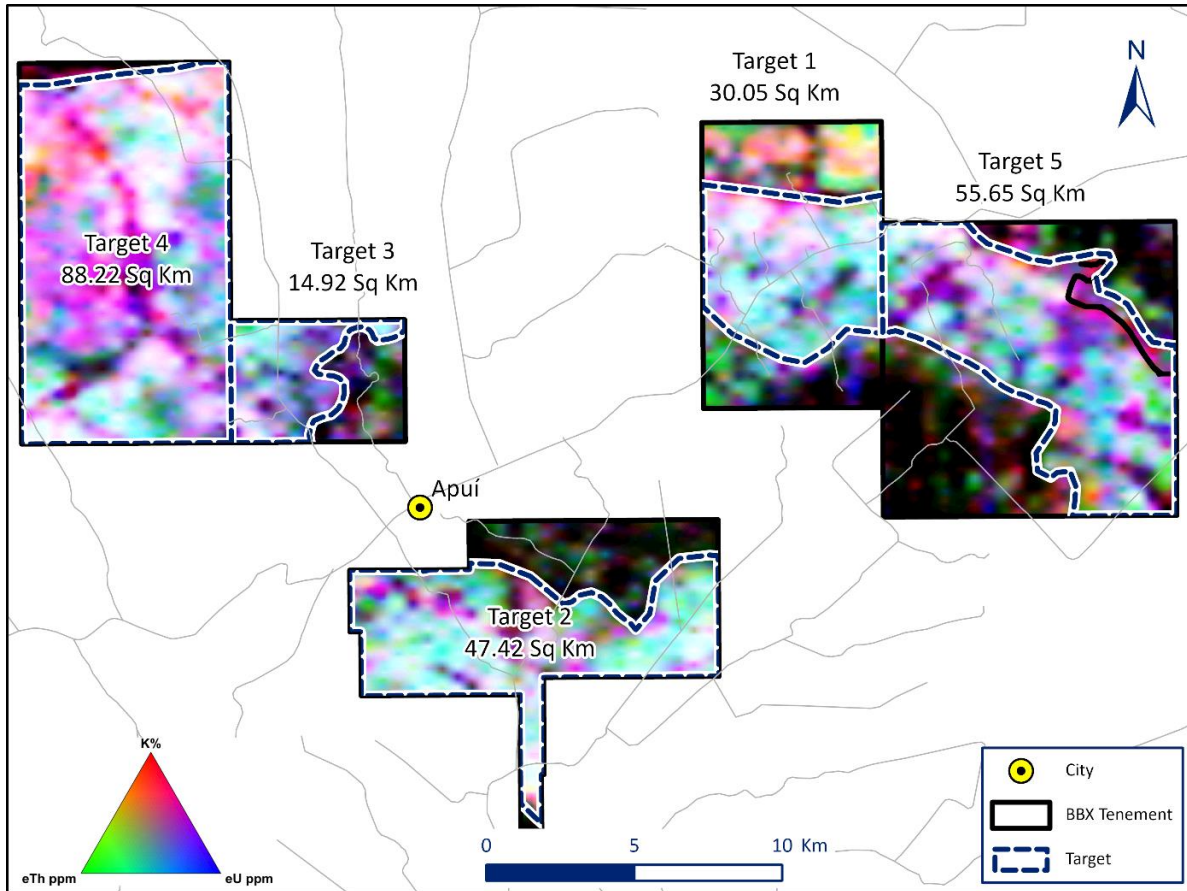 Target 1
30.05 Sq Km
N
Target 5
55.65 Sq Km
Target 4
88.22 Sq Km
Target 3
14.92 Sq Km
Apuí
Target 2
47.42 Sq Km
K%
eTh ppm
eU ppm
0 5 10 Km
City
BBX Tenement
Target